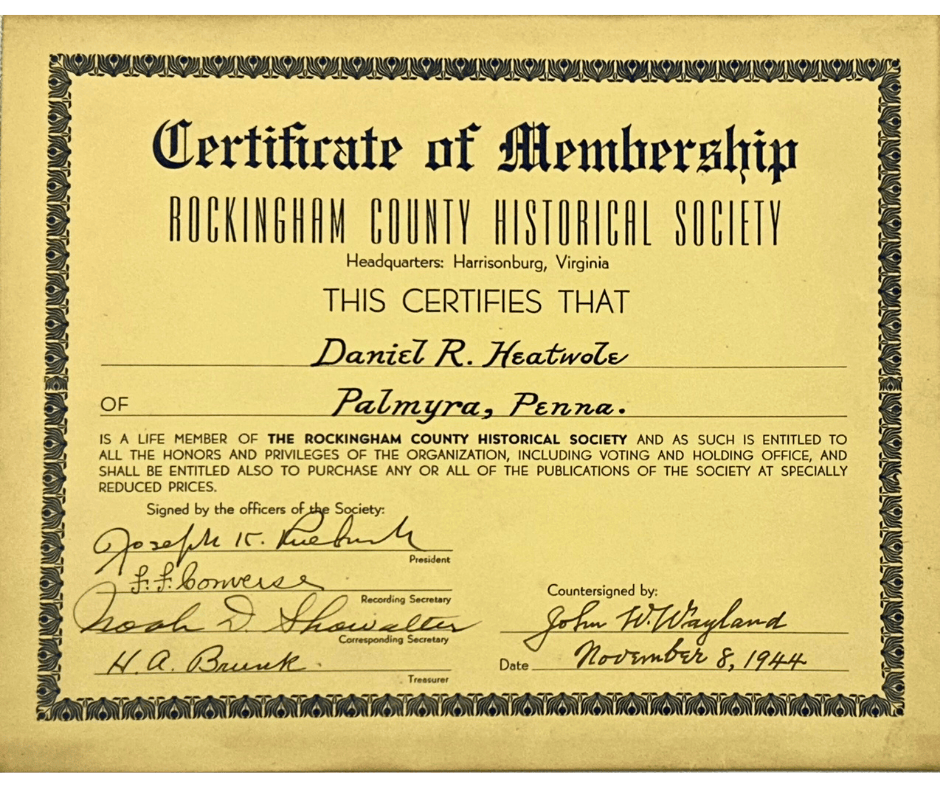 Certificate of Membership
ROCKINGHAM COUNTY HISTORICAL SOCIETY
Headquarters: Harrisonburg, Virginia
THIS CERTIFIES THAT
Daniel R. Heatwole
OF Palmyra, Penna.
IS A LIFE MEMBER OF THE ROCKINGHAM COUNTY HISTORICAL SOCIETY AND AS SUCH IS ENTITLED TO
ALL THE HONORS AND PRIVILEGES OF THE ORGANIZATION, INCLUDING VOTING AND HOLDING OFFICE, AND
SHALL BE ENTITLED ALSO TO PURCHASE ANY OR ALL OF THE PUBLICATIONS OF THE SOCIETY AT SPECIALLY
REDUCED PRICES.
Signed by the officers of the Society:
Joseph K. Ruebush
President
F. F. Converse
Recording Secretary
Noah D. Showalter
Corresponding Secretary
H. A. Brunk.
Treasurer
Countersigned by:
John W. Wayland
Date November 8, 1944